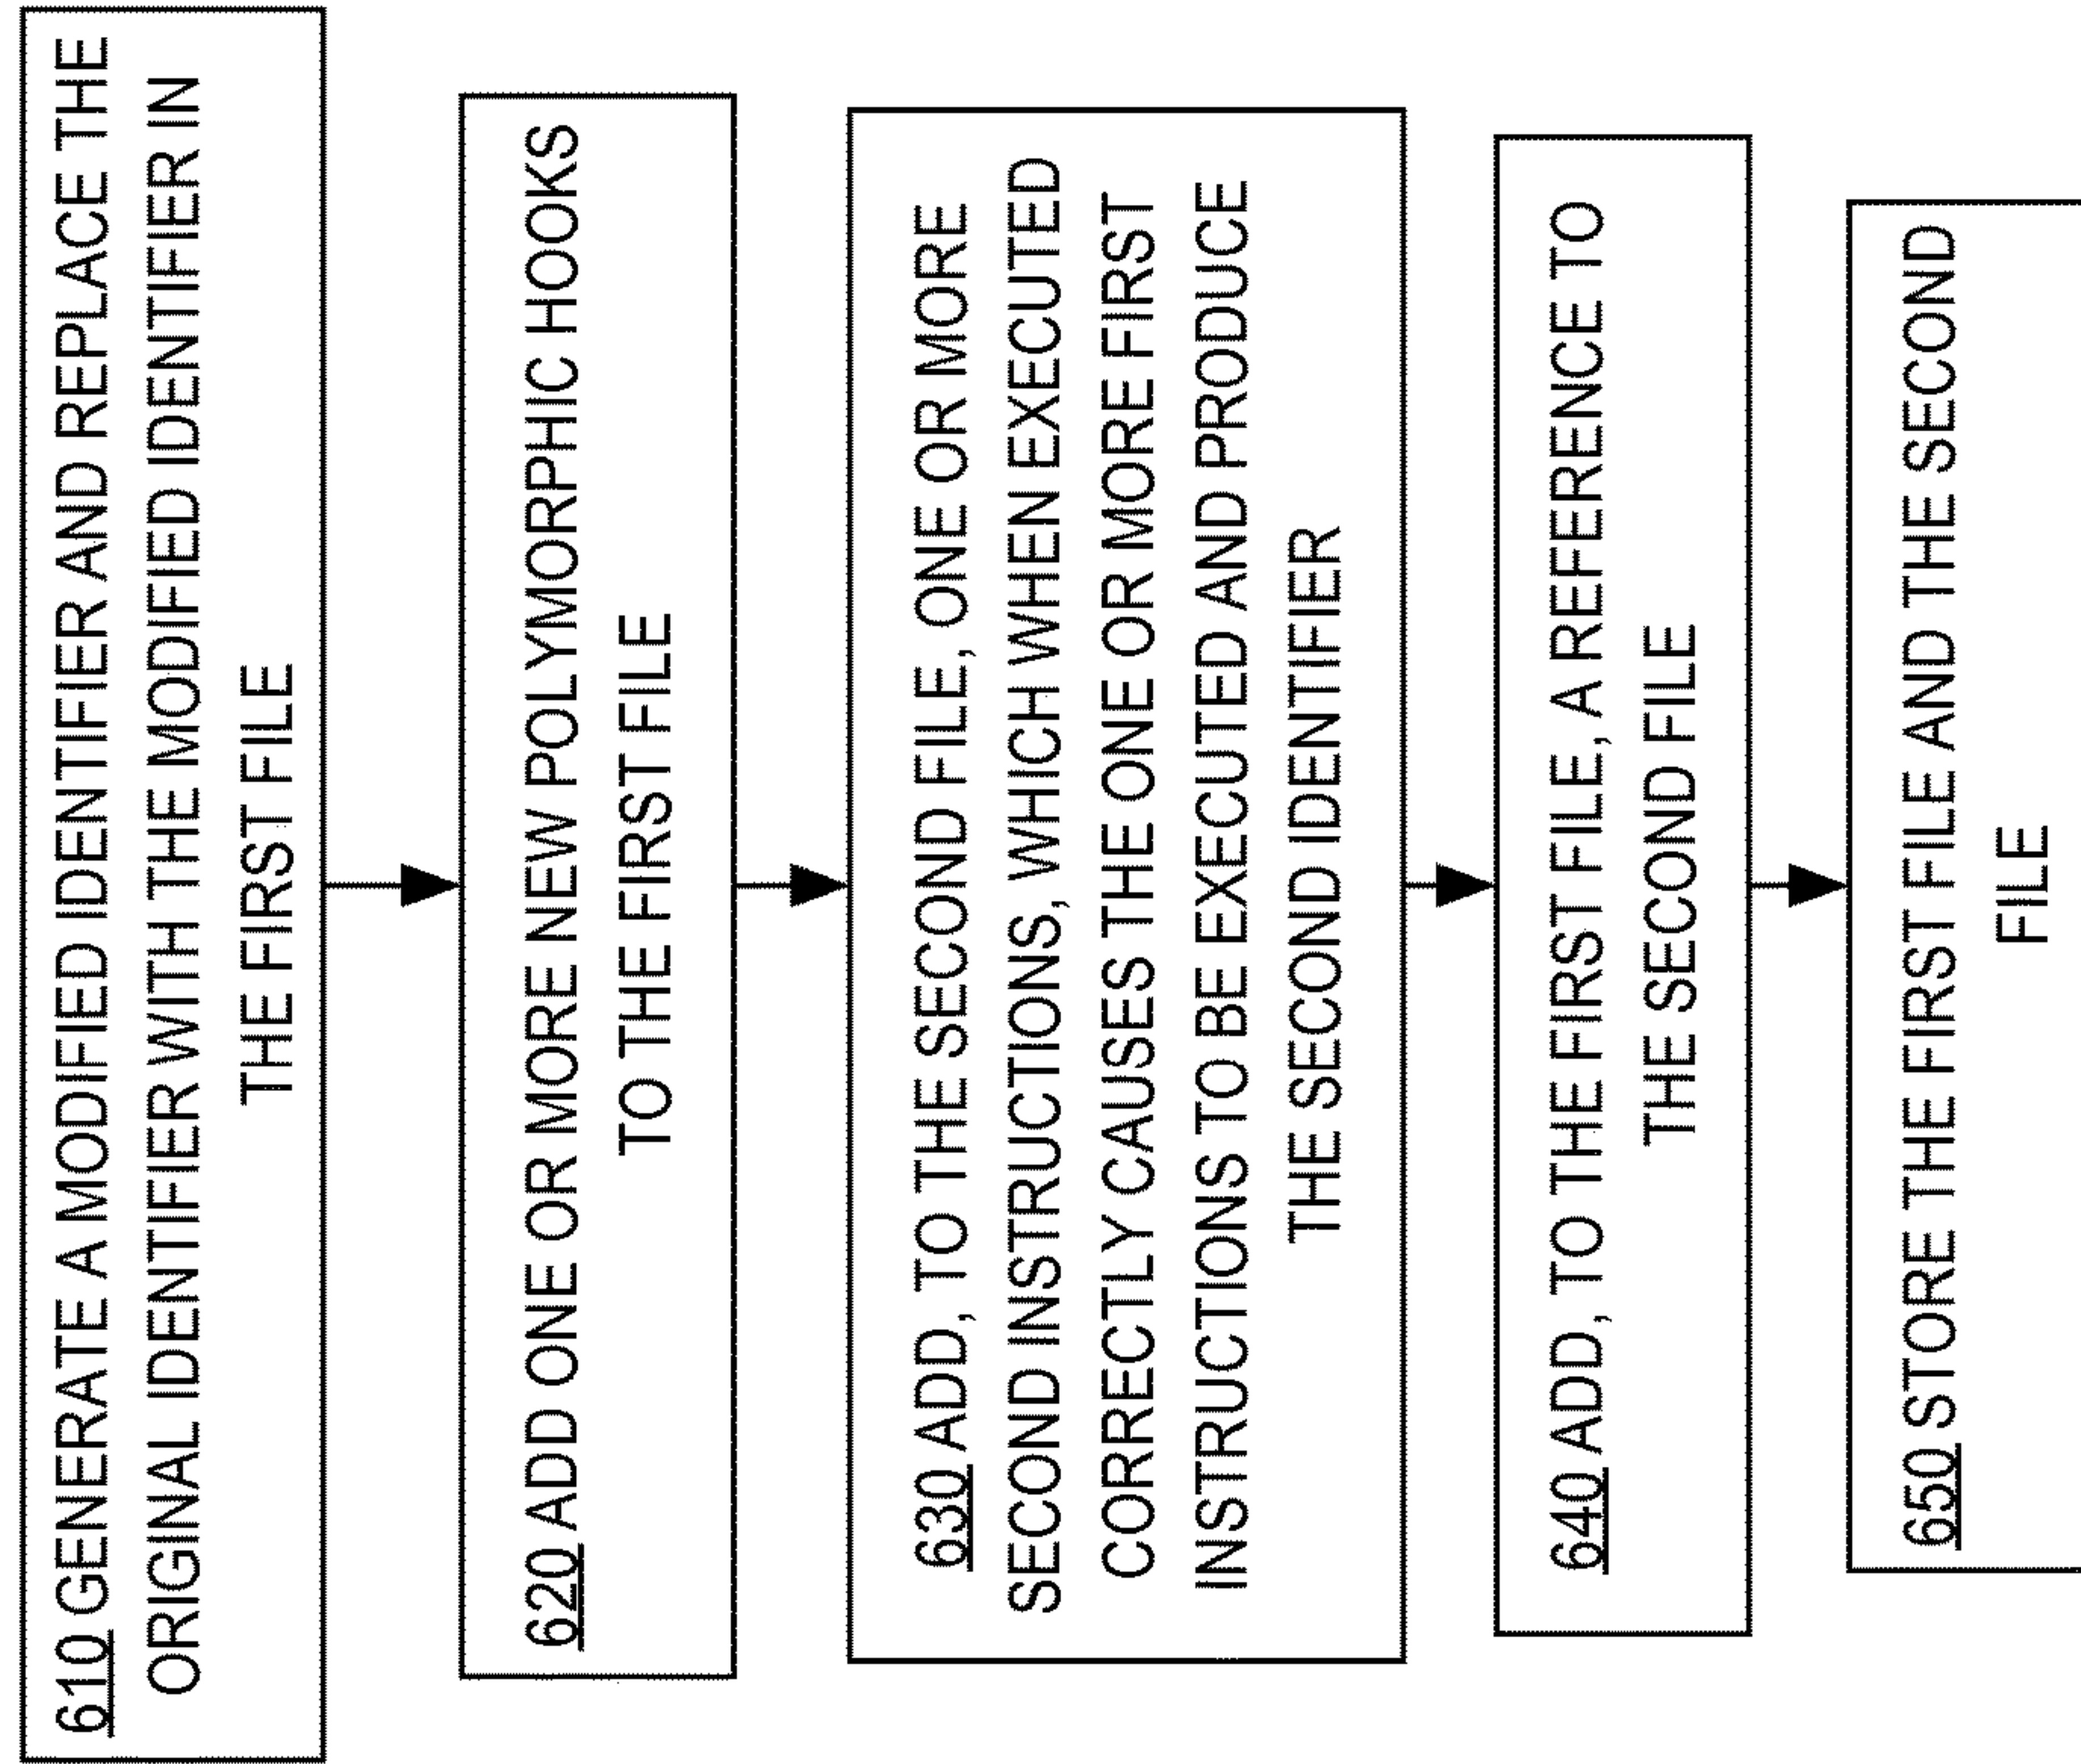 610 GENERATE A MODIFIED IDENTIFIER AND REPLACE THE
ORIGINAL IDENTIFIER WITH THE MODIFIED IDENTIFIER IN
THE FIRST FILE
620 ADD ONE OR MORE NEW POLYMORPHIC HOOKS
TO THE FIRST FILE
630 ADD, TO THE SECOND FILE, ONE OR MORE
SECOND INSTRUCTIONS, WHICH WHEN EXECUTED
CORRECTLY CAUSES THE ONE OR MORE FIRST
INSTRUCTIONS TO BE EXECUTED AND PRODUCE
THE SECOND IDENTIFIER
640 ADD, TO THE FIRST FILE, A REFERENCE TO
THE SECOND FILE
650 STORE THE FIRST FILE AND THE SECOND
FILE